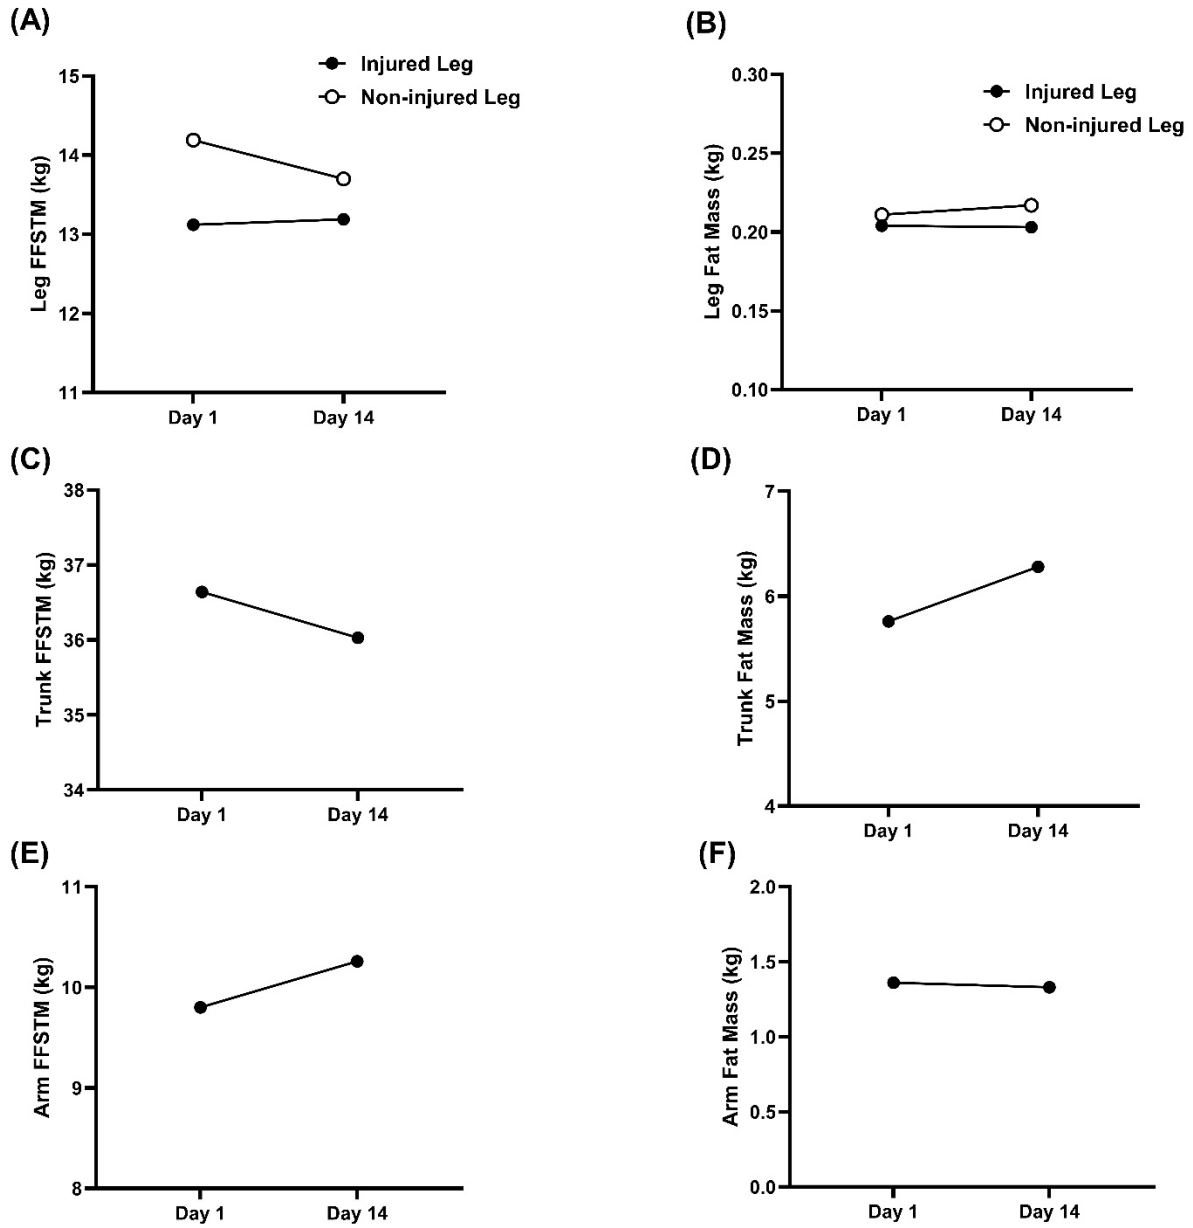 (A)
Injured Leg
Non-injured Leg
Leg FFSTM (kg)
15
14
13
12
11
Day 1
Day 14
(B)
Injured Leg
Non-injured Leg
Leg Fat Mass (kg)
0.30
0.25
0.20
0.15
0.10
Day 1
Day 14
(C)
Trunk FFSTM (kg)
38
37
36
35
34
Day 1
Day 14
(D)
Trunk Fat Mass (kg)
7
6
5
4
Day 1
Day 14
(E)
Arm FFSTM (kg)
11
10
9
8
Day 1
Day 14
(F)
Arm Fat Mass (kg)
2.0
1.5
1.0
0.5
0.0
Day 1
Day 14